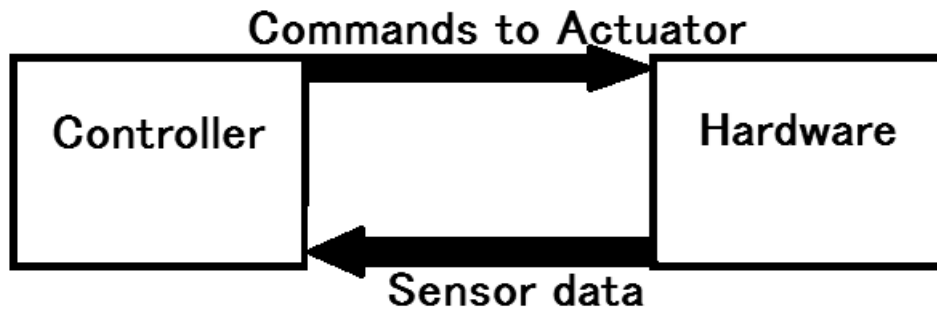 Commands to Actuator
Controller
Hardware
Sensor data